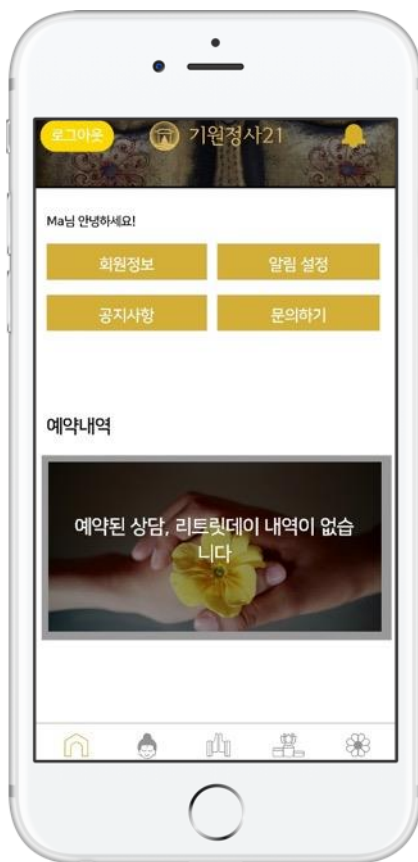 로그아웃
기원정사21
Ma님 안녕하세요!
회원정보
알림 설정
공지사항
문의하기
예약내역
예약된 상담, 리트릿데이 내역이 없습
니다